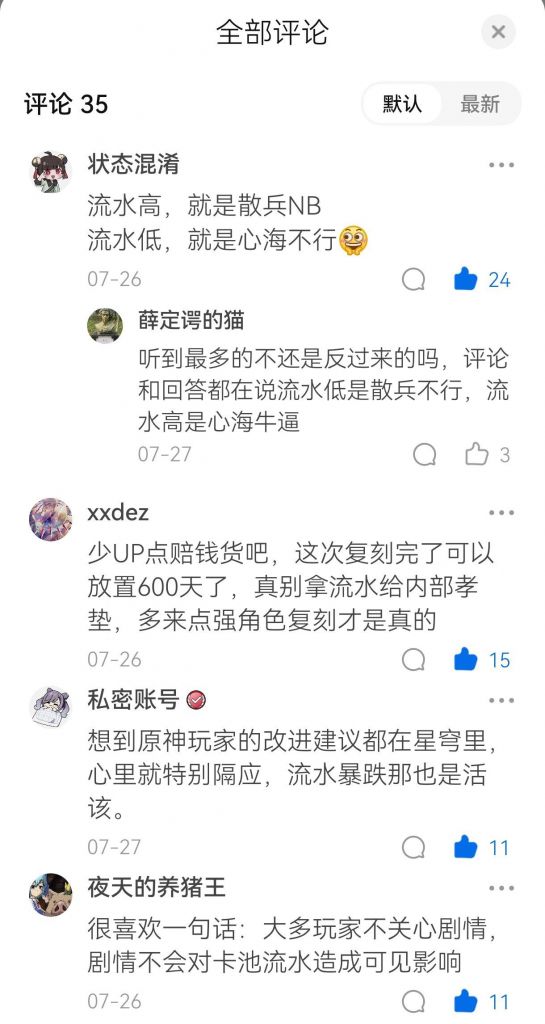 全部评论
评论 35
默认
最新
状态混淆
流水高，就是散兵NB
流水低，就是心海不行
07-26
24
薛定谔的猫
听到最多的不还是反过来的吗，评论
和回答都在说流水低是散兵不行，流
水高是心海牛逼
07-27
3
xxdez
少UP点赔钱货吧，这次复刻完了可以
放置600天了，真别拿流水给内部孝
垫，多来点强角色复刻才是真的
07-26
15
私密账号
想到原神玩家的改进建议都在星穹里，
心里就特别隔应，流水暴跌那也是活
该。
07-27
11
夜天的养猪王
很喜欢一句话：大多玩家不关心剧情，
剧情不会对卡池流水造成可见影响
07-26
11